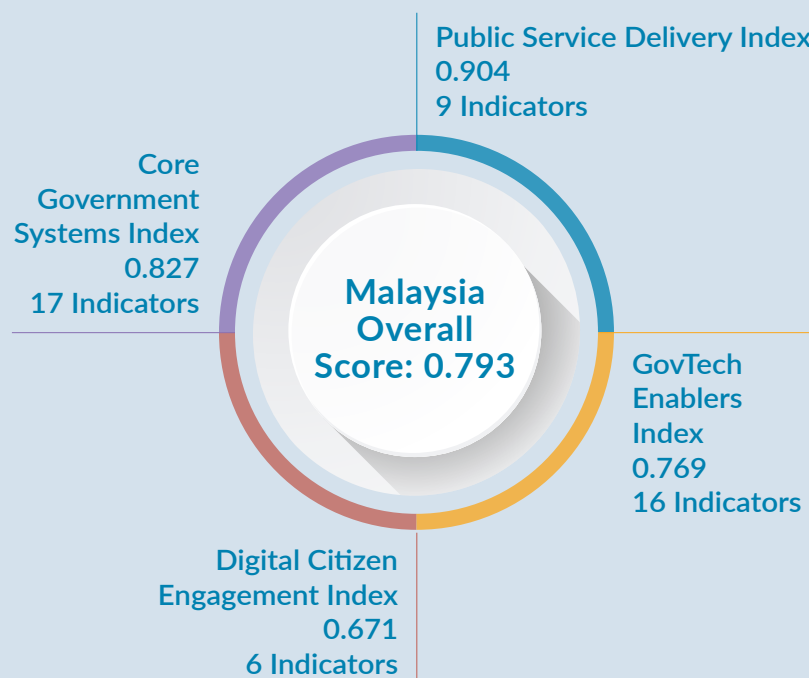 Public Service Delivery Index
0.904
9 Indicators
Core
Government
Systems Index
0.827
17 Indicators
Malaysia
Overall
Score: 0.793
GovTech
Enablers
Index
0.769
16 Indicators
Digital Citizen
Engagement Index
0.671
6 Indicators